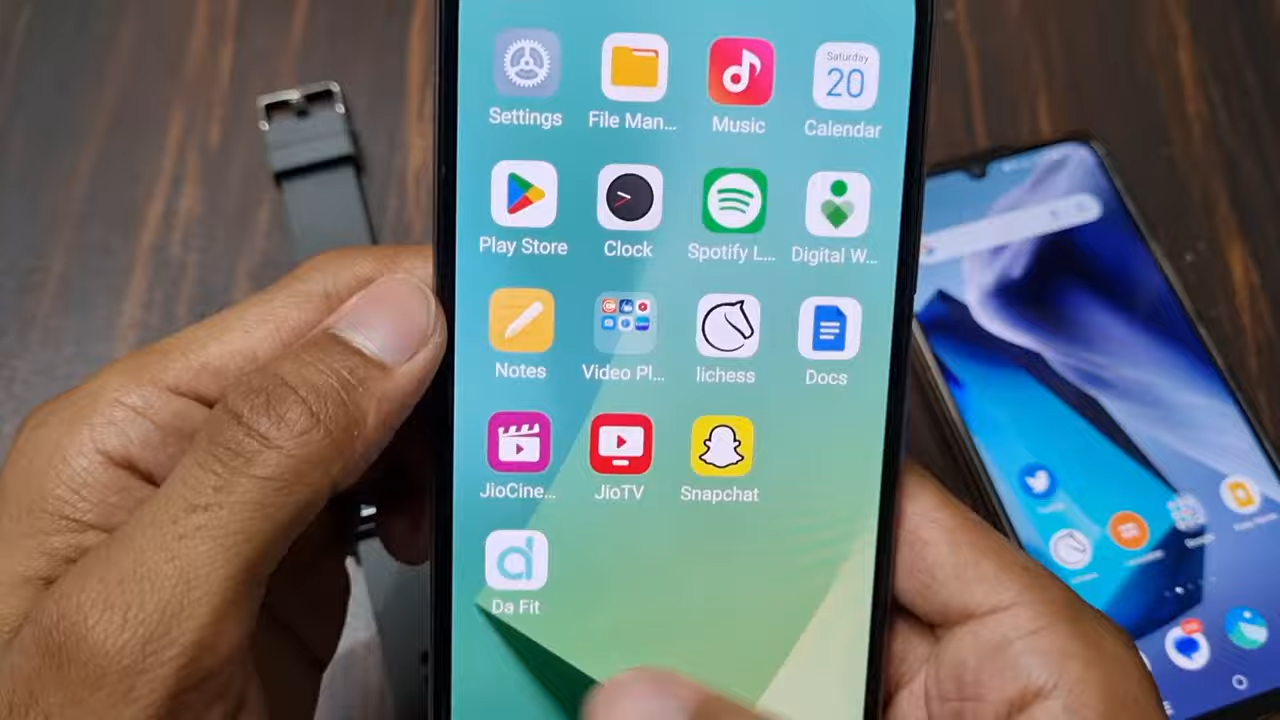 Settings
File Man...
Music
Saturday
20
Calendar
Play Store
Clock
Spotify L...
Digital W...
Notes
Video Pl...
lichess
Docs
JioCine...
JioTV
Snapchat
Da Fit